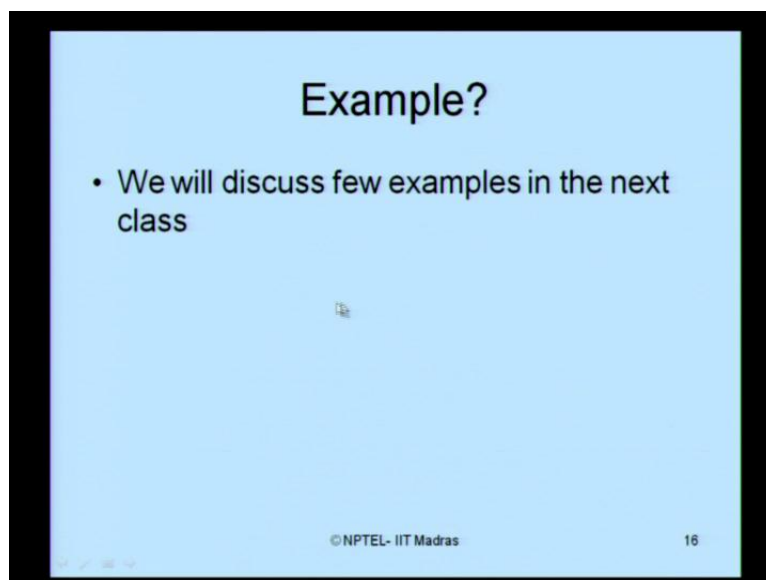 Example?
• We will discuss few examples in the next
class
© NPTEL- IIT Madras
16